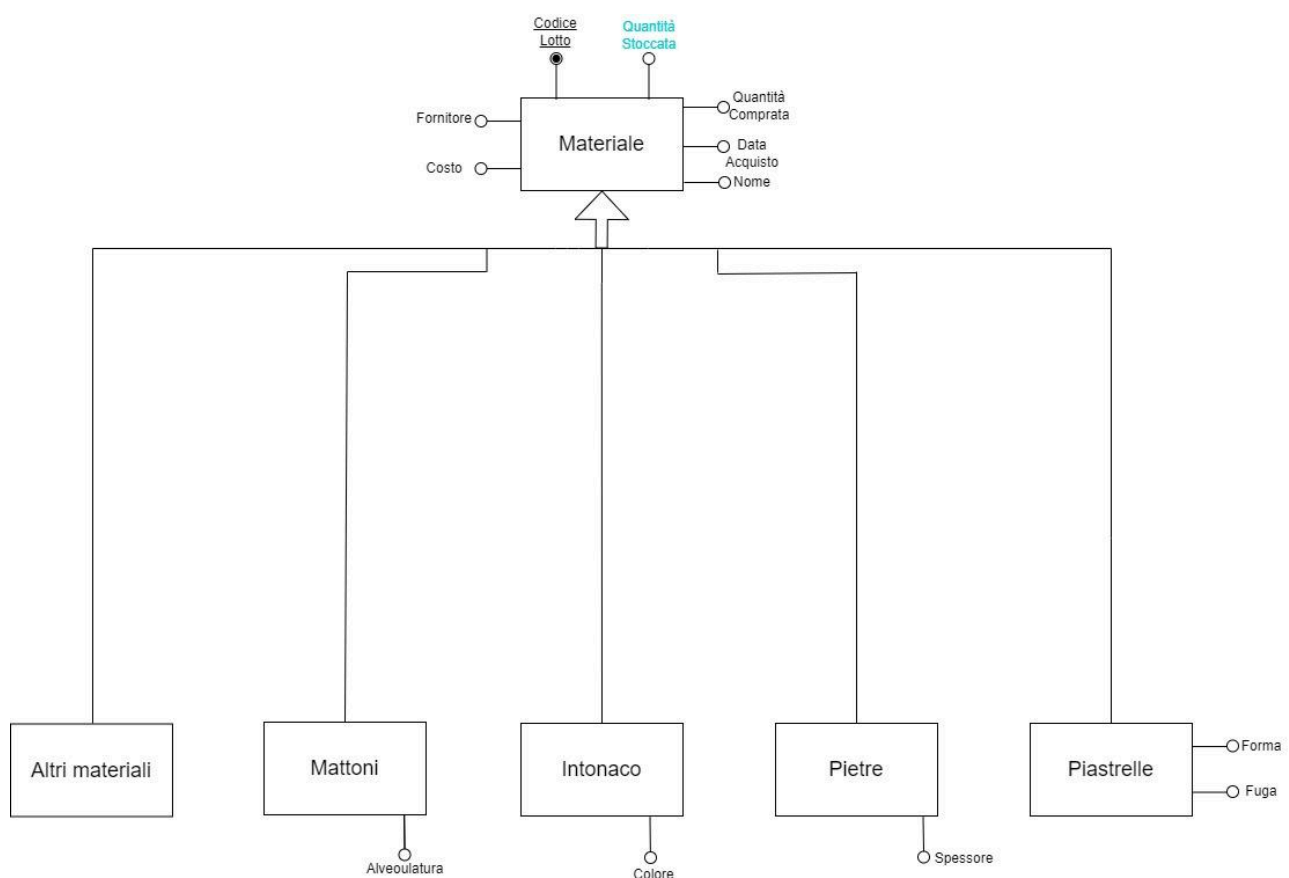 Codice
Lotto
Quantità
Stoccata
Fornitore
Costo
Materiale
Quantità
Comprata
Data
Acquisto
Nome
Altri materiali
Mattoni
Intonaco
Pietre
Piastrelle
Forma
Fuga
Alveoulatura
Colore
Spessore